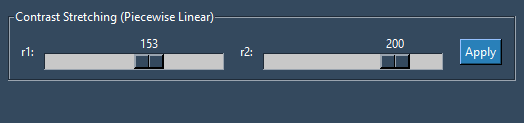 Contrast Stretching (Piecewise Linear)
153
200
r1:
r2:
Apply